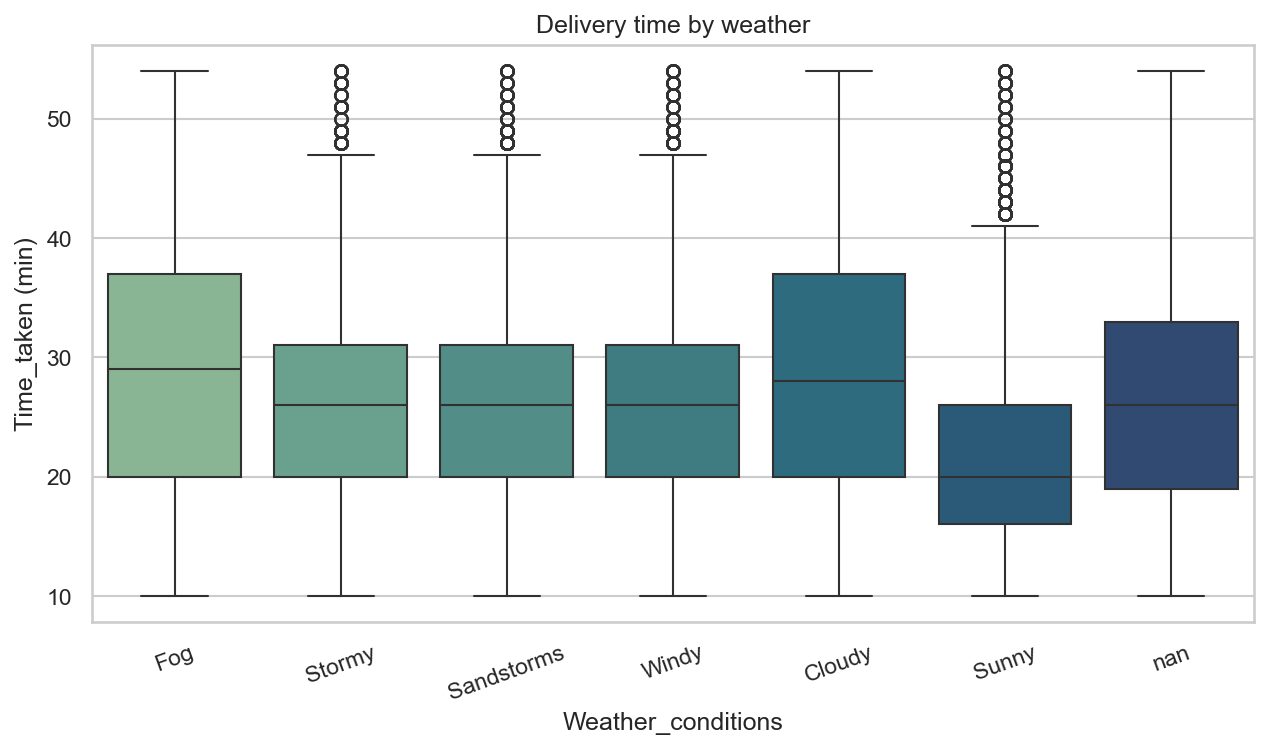 Delivery time by weather
Time_taken (min)
50
40
30
20
10
Fog
Stormy
Sandstorms
Windy
Cloudy
Sunny
nan
Weather_conditions